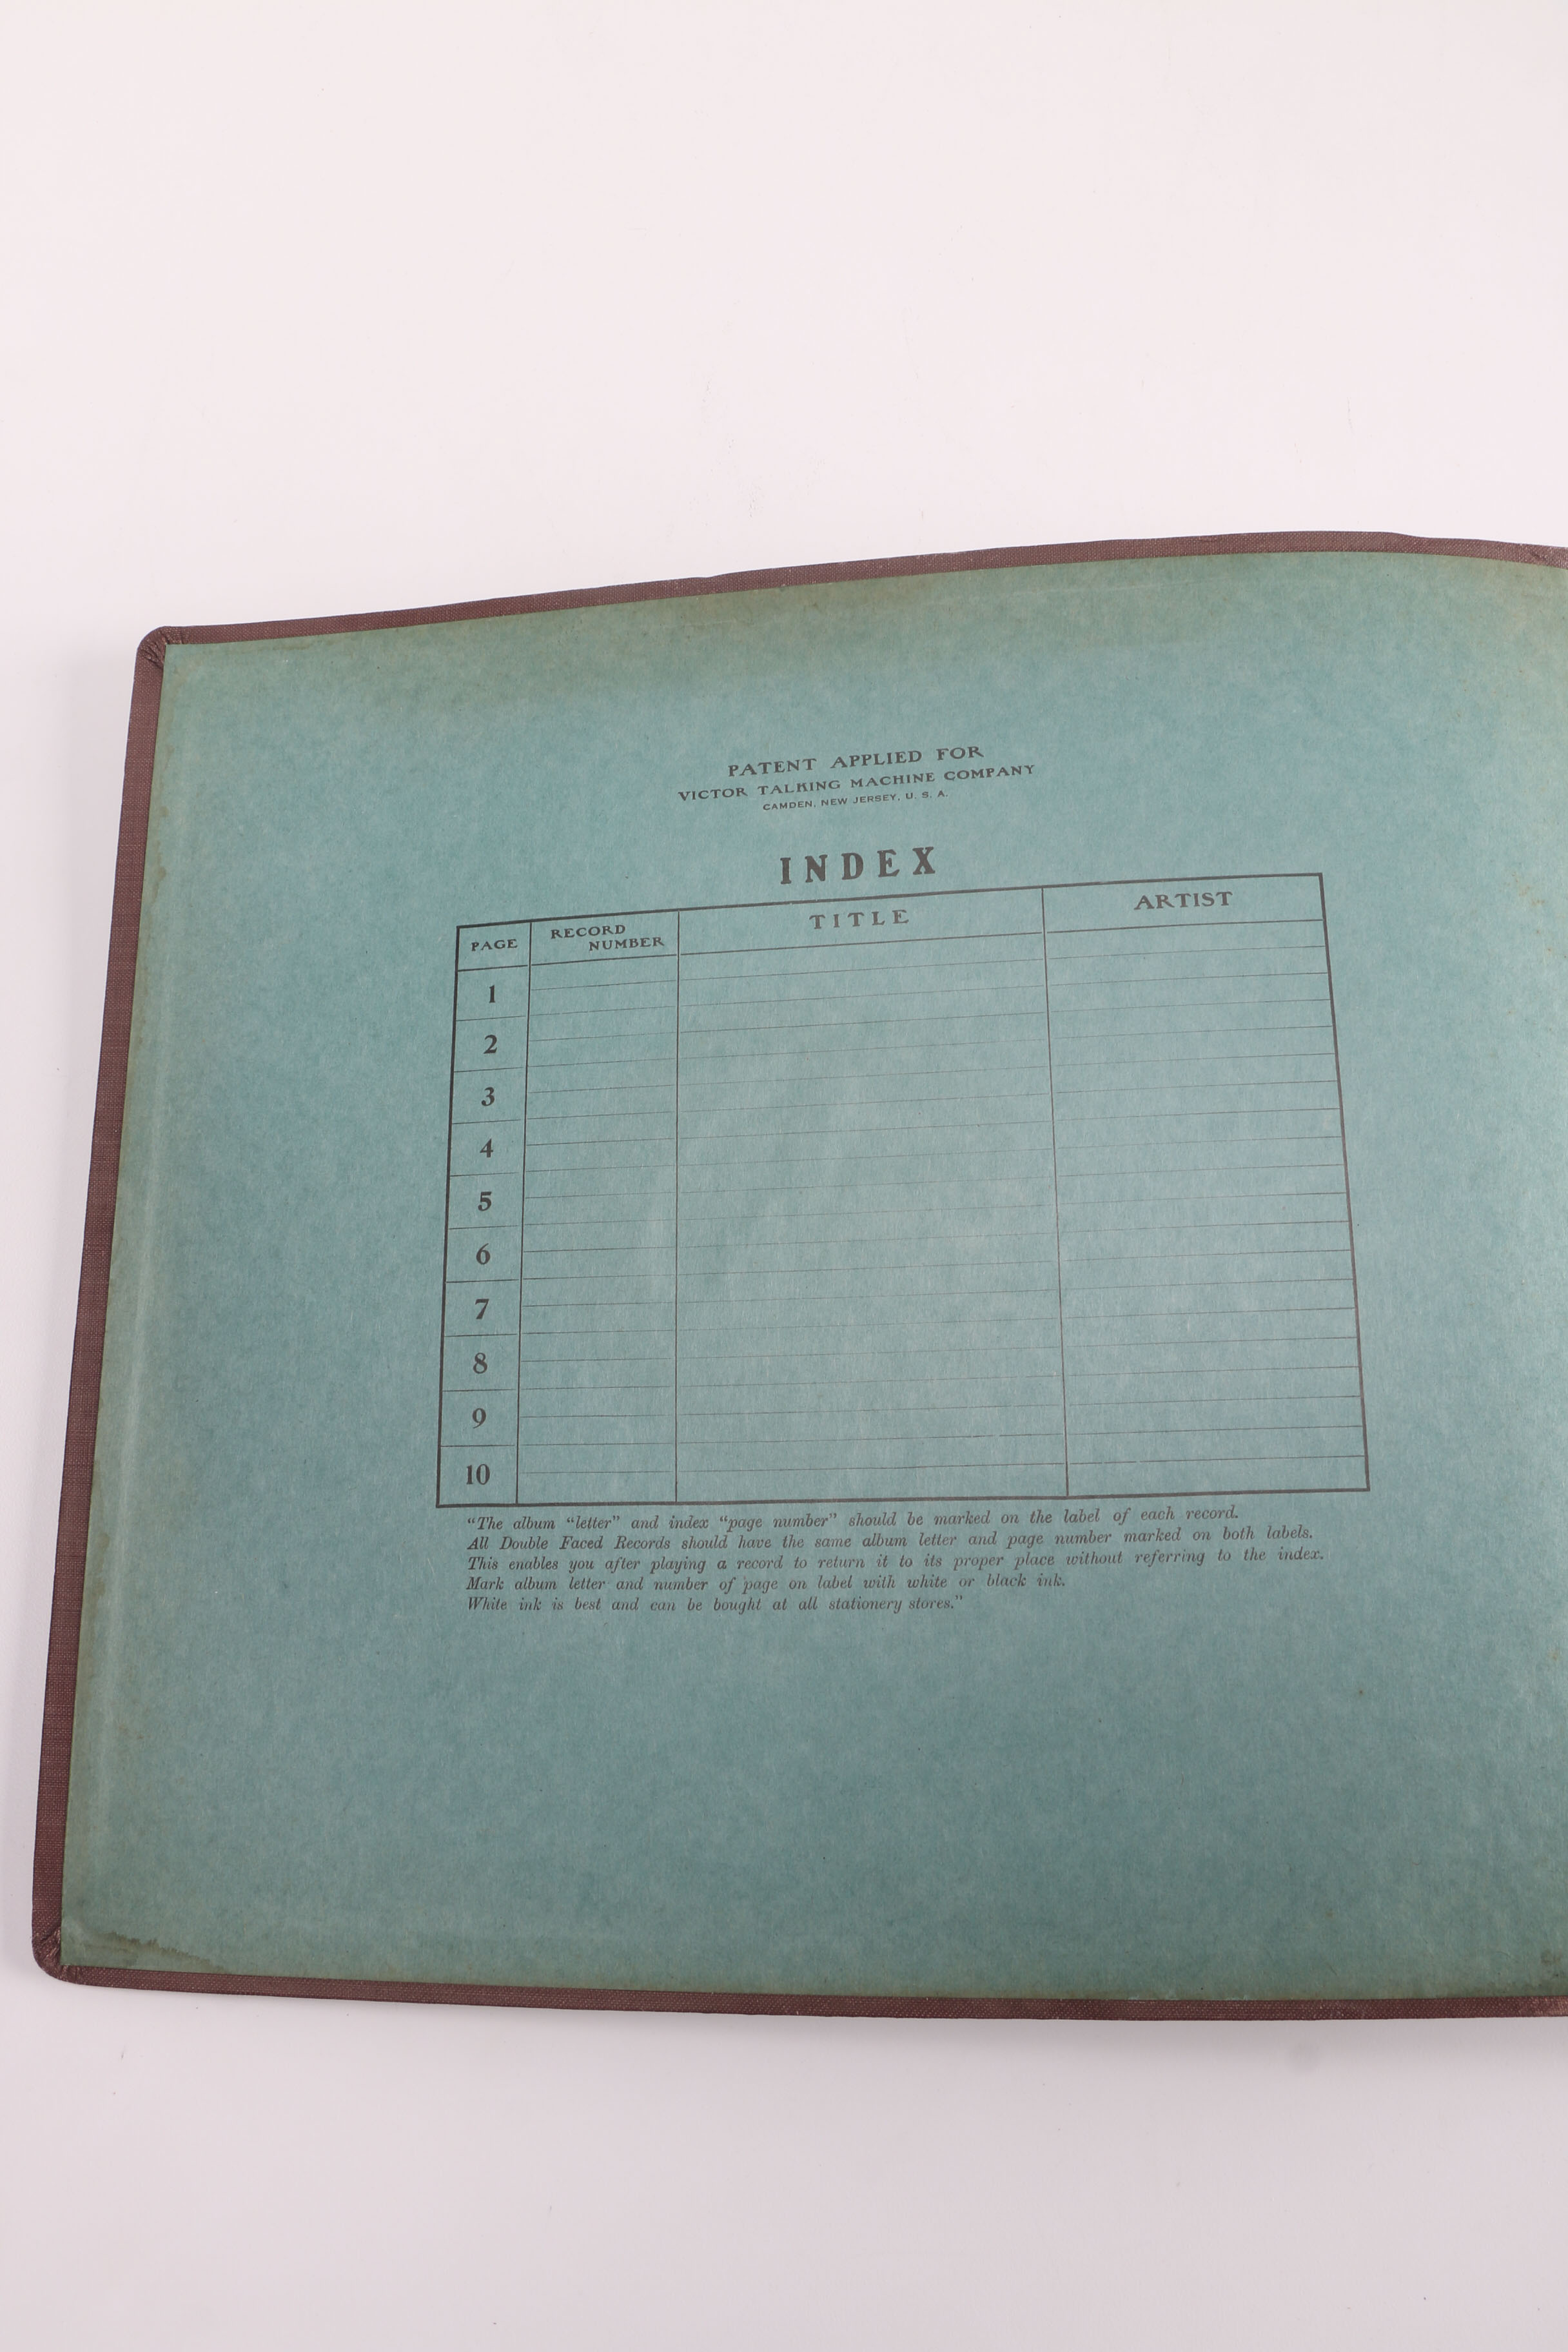 PATENT APPLIED FOR
VICTOR TALKING MACHINE COMPANY
CAMDEN, NEW JERSEY, U. S. A.
INDEX
PAGE RECORD NUMBER TITLE ARTIST
1
2
3
4
5
6
7
8
9
10
"The album "letter" and index "page number" should be marked on the label of each record.
All Double Faced Records should have the same album letter and page number marked on both labels.
This enables you after playing a record to return it to its proper place without referring to the index.
Mark album letter and number of page on label with white or black ink.
White ink is best and can be bought at all stationery stores."